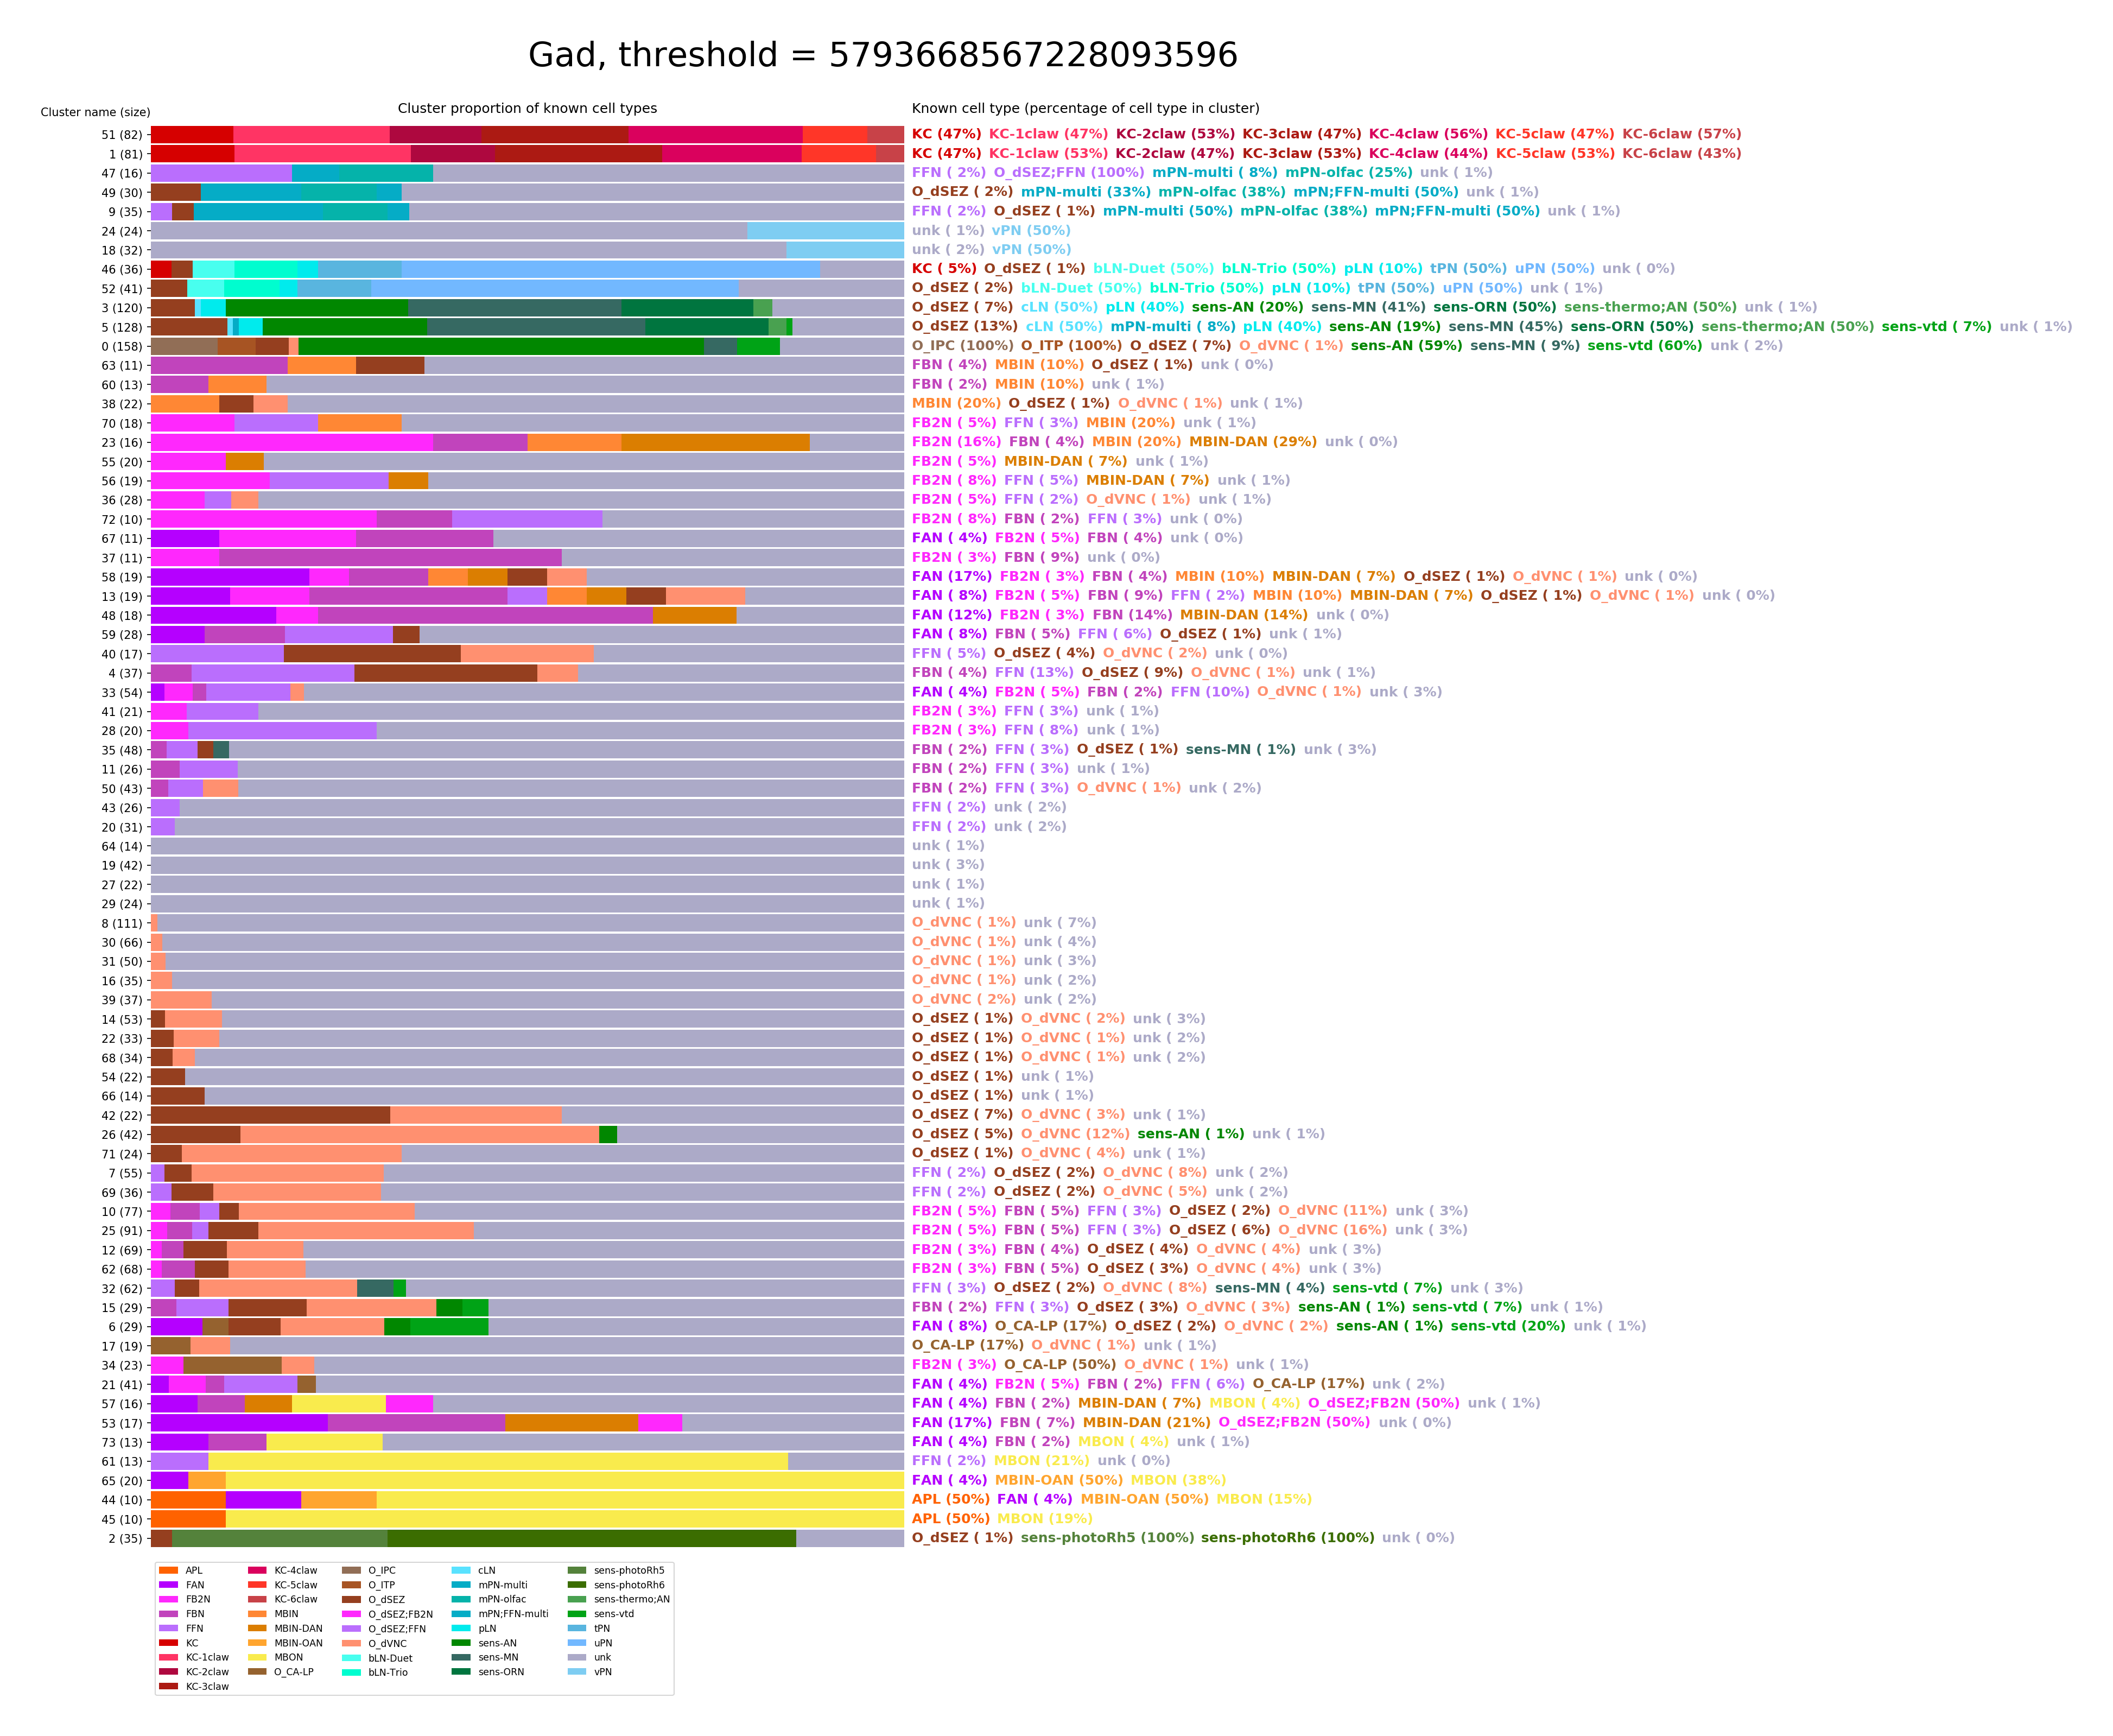 Gad, threshold = 5793668567228093596
Cluster name (size) Cluster proportion of known cell types Known cell type (percentage of cell type in cluster)
51 (82) KC (47%) KC-1claw (47%) KC-2claw (53%) KC-3claw (47%) KC-4claw (56%) KC-5claw (47%) KC-6claw (57%)
1 (81) KC (47%) KC-1claw (53%) KC-2claw (47%) KC-3claw (53%) KC-4claw (44%) KC-5claw (53%) KC-6claw (43%)
47 (16) FFN ( 2%) O_dSEZ;FFN (100%) mPN-multi ( 8%) mPN-olfac (25%) unk ( 1%)
49 (30) O_dSEZ ( 2%) mPN-multi (33%) mPN-olfac (38%) mPN;FFN-multi (50%) unk ( 1%)
9 (35) FFN ( 2%) O_dSEZ ( 1%) mPN-multi (50%) mPN-olfac (38%) mPN;FFN-multi (50%) unk ( 1%)
24 (24) unk ( 1%) vPN (50%)
18 (32) unk ( 2%) vPN (50%)
46 (36) KC ( 5%) O_dSEZ ( 1%) bLN-Duet (50%) bLN-Trio (50%) pLN (10%) tPN (50%) uPN (50%) unk ( 0%)
52 (41) O_dSEZ ( 2%) bLN-Duet (50%) bLN-Trio (50%) pLN (10%) tPN (50%) uPN (50%) unk ( 1%)
3 (120) O_dSEZ ( 7%) cLN (50%) pLN (40%) sens-AN (20%) sens-MN (41%) sens-ORN (50%) sens-thermo;AN (50%) unk ( 1%)
5 (128) O_dSEZ (13%) cLN (50%) mPN-multi ( 8%) pLN (40%) sens-AN (19%) sens-MN (45%) sens-ORN (50%) sens-thermo;AN (50%) sens-vtd ( 7%) unk ( 1%)
0 (158) O_IPC (100%) O_ITP (100%) O_dSEZ ( 7%) O_dVNC ( 1%) sens-AN (59%) sens-MN ( 9%) sens-vtd (60%) unk ( 2%)
63 (11) FBN ( 4%) MBIN (10%) O_dSEZ ( 1%) unk ( 0%)
60 (13) FBN ( 2%) MBIN (10%) unk ( 1%)
38 (22) MBIN (20%) O_dSEZ ( 1%) O_dVNC ( 1%) unk ( 1%)
70 (18) FB2N ( 5%) FFN ( 3%) MBIN (20%) unk ( 1%)
23 (16) FB2N (16%) FBN ( 4%) MBIN (20%) MBIN-DAN (29%) unk ( 0%)
55 (20) FB2N ( 5%) MBIN-DAN ( 7%) unk ( 1%)
56 (19) FB2N ( 8%) FFN ( 5%) MBIN-DAN ( 7%) unk ( 1%)
36 (28) FB2N ( 5%) FFN ( 2%) O_dVNC ( 1%) unk ( 1%)
72 (10) FB2N ( 8%) FBN ( 2%) FFN ( 3%) unk ( 0%)
67 (11) FAN ( 4%) FB2N ( 5%) FBN ( 4%) unk ( 0%)
37 (11) FB2N ( 3%) FBN ( 9%) unk ( 0%)
58 (19) FAN (17%) FB2N ( 3%) FBN ( 4%) MBIN (10%) MBIN-DAN ( 7%) O_dSEZ ( 1%) O_dVNC ( 1%) unk ( 0%)
13 (19) FAN ( 8%) FB2N ( 5%) FBN ( 9%) FFN ( 2%) MBIN (10%) MBIN-DAN ( 7%) O_dSEZ ( 1%) O_dVNC ( 1%) unk ( 0%)
48 (18) FAN (12%) FB2N ( 3%) FBN (14%) MBIN-DAN (14%) unk ( 0%)
59 (28) FAN ( 8%) FBN ( 5%) FFN ( 6%) O_dSEZ ( 1%) unk ( 1%)
40 (17) FFN ( 5%) O_dSEZ ( 4%) O_dVNC ( 2%) unk ( 0%)
4 (37) FBN ( 4%) FFN (13%) O_dSEZ ( 9%) O_dVNC ( 1%) unk ( 1%)
33 (54) FAN ( 4%) FB2N ( 5%) FBN ( 2%) FFN (10%) O_dVNC ( 1%) unk ( 3%)
41 (21) FB2N ( 3%) FFN ( 3%) unk ( 1%)
28 (20) FB2N ( 3%) FFN ( 8%) unk ( 1%)
35 (48) FBN ( 2%) FFN ( 3%) O_dSEZ ( 1%) sens-MN ( 1%) unk ( 3%)
11 (26) FBN ( 2%) FFN ( 3%) unk ( 1%)
50 (43) FBN ( 2%) FFN ( 3%) O_dVNC ( 1%) unk ( 2%)
43 (26) FFN ( 2%) unk ( 2%)
20 (31) FFN ( 2%) unk ( 2%)
64 (14) unk ( 1%)
19 (42) unk ( 3%)
27 (22) unk ( 1%)
29 (24) unk ( 1%)
8 (111) O_dVNC ( 1%) unk ( 7%)
30 (66) O_dVNC ( 1%) unk ( 4%)
31 (50) O_dVNC ( 1%) unk ( 3%)
16 (35) O_dVNC ( 1%) unk ( 2%)
39 (37) O_dVNC ( 2%) unk ( 2%)
14 (53) O_dSEZ ( 1%) O_dVNC ( 2%) unk ( 3%)
22 (33) O_dSEZ ( 1%) O_dVNC ( 1%) unk ( 2%)
68 (34) O_dSEZ ( 1%) O_dVNC ( 1%) unk ( 2%)
54 (22) O_dSEZ ( 1%) unk ( 1%)
66 (14) O_dSEZ ( 1%) unk ( 1%)
42 (22) O_dSEZ ( 7%) O_dVNC ( 3%) unk ( 1%)
26 (42) O_dSEZ ( 5%) O_dVNC (12%) sens-AN ( 1%) unk ( 1%)
71 (24) O_dSEZ ( 1%) O_dVNC ( 4%) unk ( 1%)
7 (55) FFN ( 2%) O_dSEZ ( 2%) O_dVNC ( 8%) unk ( 2%)
69 (36) FFN ( 2%) O_dSEZ ( 2%) O_dVNC ( 5%) unk ( 2%)
10 (77) FB2N ( 5%) FBN ( 5%) FFN ( 3%) O_dSEZ ( 2%) O_dVNC (11%) unk ( 3%)
25 (91) FB2N ( 5%) FBN ( 5%) FFN ( 3%) O_dSEZ ( 6%) O_dVNC (16%) unk ( 3%)
12 (69) FB2N ( 3%) FBN ( 4%) O_dSEZ ( 4%) O_dVNC ( 4%) unk ( 3%)
62 (68) FB2N ( 3%) FBN ( 5%) O_dSEZ ( 3%) O_dVNC ( 4%) unk ( 3%)
32 (62) FFN ( 3%) O_dSEZ ( 2%) O_dVNC ( 8%) sens-MN ( 4%) sens-vtd ( 7%) unk ( 3%)
15 (29) FBN ( 2%) FFN ( 3%) O_dSEZ ( 3%) O_dVNC ( 3%) sens-AN ( 1%) sens-vtd ( 7%) unk ( 1%)
6 (29) FAN ( 8%) O_CA-LP (17%) O_dSEZ ( 2%) O_dVNC ( 2%) sens-AN ( 1%) sens-vtd (20%) unk ( 1%)
17 (19) O_CA-LP (17%) O_dVNC ( 1%) unk ( 1%)
34 (23) FB2N ( 3%) O_CA-LP (50%) O_dVNC ( 1%) unk ( 1%)
21 (41) FAN ( 4%) FB2N ( 5%) FBN ( 2%) FFN ( 6%) O_CA-LP (17%) unk ( 2%)
57 (16) FAN ( 4%) FBN ( 2%) MBIN-DAN ( 7%) MBON ( 4%) O_dSEZ;FB2N (50%) unk ( 1%)
53 (17) FAN (17%) FBN ( 7%) MBIN-DAN (21%) O_dSEZ;FB2N (50%) unk ( 0%)
73 (13) FAN ( 4%) FBN ( 2%) MBON ( 4%) unk ( 1%)
61 (13) FFN ( 2%) MBON (21%) unk ( 0%)
65 (20) FAN ( 4%) MBIN-OAN (50%) MBON (38%)
44 (10) APL (50%) FAN ( 4%) MBIN-OAN (50%) MBON (15%)
45 (10) APL (50%) MBON (19%)
2 (35) O_dSEZ ( 1%) sens-photoRh5 (100%) sens-photoRh6 (100%) unk ( 0%)
APL KC-4claw O_IPC cLN sens-photoRh5
FAN KC-5claw O_ITP mPN-multi sens-photoRh6
FB2N KC-6claw O_dSEZ mPN-olfac sens-thermo;AN
FBN MBIN O_dSEZ;FB2N mPN;FFN-multi sens-vtd
FFN MBIN-DAN O_dSEZ;FFN pLN tPN
KC MBIN-OAN O_dVNC sens-AN uPN
KC-1claw MBON bLN-Duet sens-MN unk
KC-2claw O_CA-LP bLN-Trio sens-ORN vPN
KC-3claw